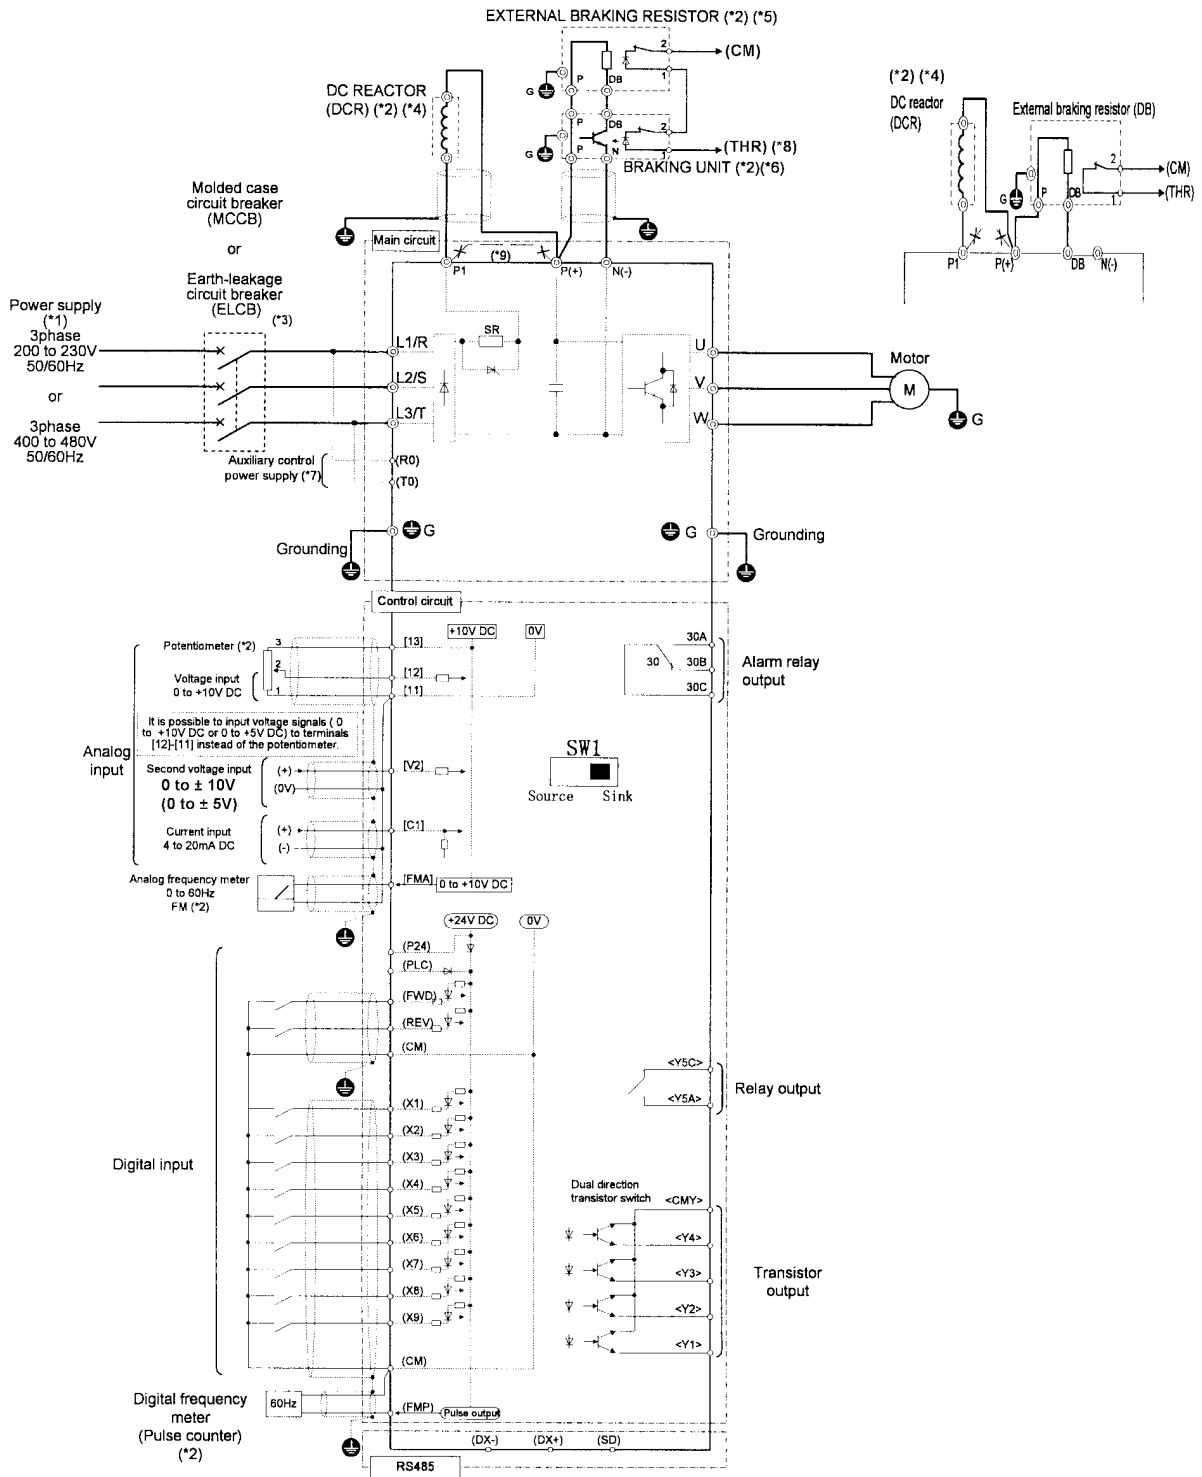 EXTERNAL BRAKING RESISTOR (*2) (*5)
2
(CM)
1
P
DB
G
DC REACTOR
(DCR) (*2) (*4)
DB
2
P
N
1
(THR) (*8)
G
BRAKING UNIT (*2)(*6)
(*2) (*4)
DC reactor
(DCR)
External braking resistor (DB)
2
(CM)
(THR)
1
G
P
DB
P1
P(+)
DB
N(-)
Molded case
circuit breaker
(MCCB)
or
Earth-leakage
circuit breaker
(ELCB)
(*3)
Main circuit
(*9)
P1
P(+)
N(-)
Power supply
(*1)
3phase
200 to 230V
50/60Hz
or
3phase
400 to 480V
50/60Hz
L1/R
L2/S
L3/T
SR
U
V
W
Motor
M
G
Auxiliary control
power supply (*7)
(R0)
(T0)
G
G
Grounding
Grounding
Control circuit
+10V DC
0V
Potentiometer (*2)
3
[13]
2
[12]
Voltage input
0 to +10V DC
1
[11]
30A
30
30B
30C
Alarm relay
output
It is possible to input voltage signals ( 0
to +10V DC or 0 to +5V DC) to terminals
[12]-[11] instead of the potentiometer.
Analog
input
SW1
Source
Sink
Second voltage input
0 to ± 10V
(0 to ± 5V)
(+)
(0V)
[V2]
Current input
4 to 20mA DC
(+)
(-)
[C1]
Analog frequency meter
0 to 60Hz
FM (*2)
[FMA]
0 to +10V DC
+24V DC
0V
(P24)
(PLC)
(FWD)
(REV)
(CM)
<Y5C>
<Y5A>
Relay output
Digital input
(X1)
(X2)
(X3)
(X4)
(X5)
(X6)
(X7)
(X8)
(X9)
(CM)
Dual direction
transistor switch
<CMY>
<Y4>
<Y3>
<Y2>
<Y1>
Transistor
output
Digital frequency
meter
(Pulse counter)
(*2)
60Hz
(FMP)
Pulse output
(DX-)
(DX+)
(SD)
RS485